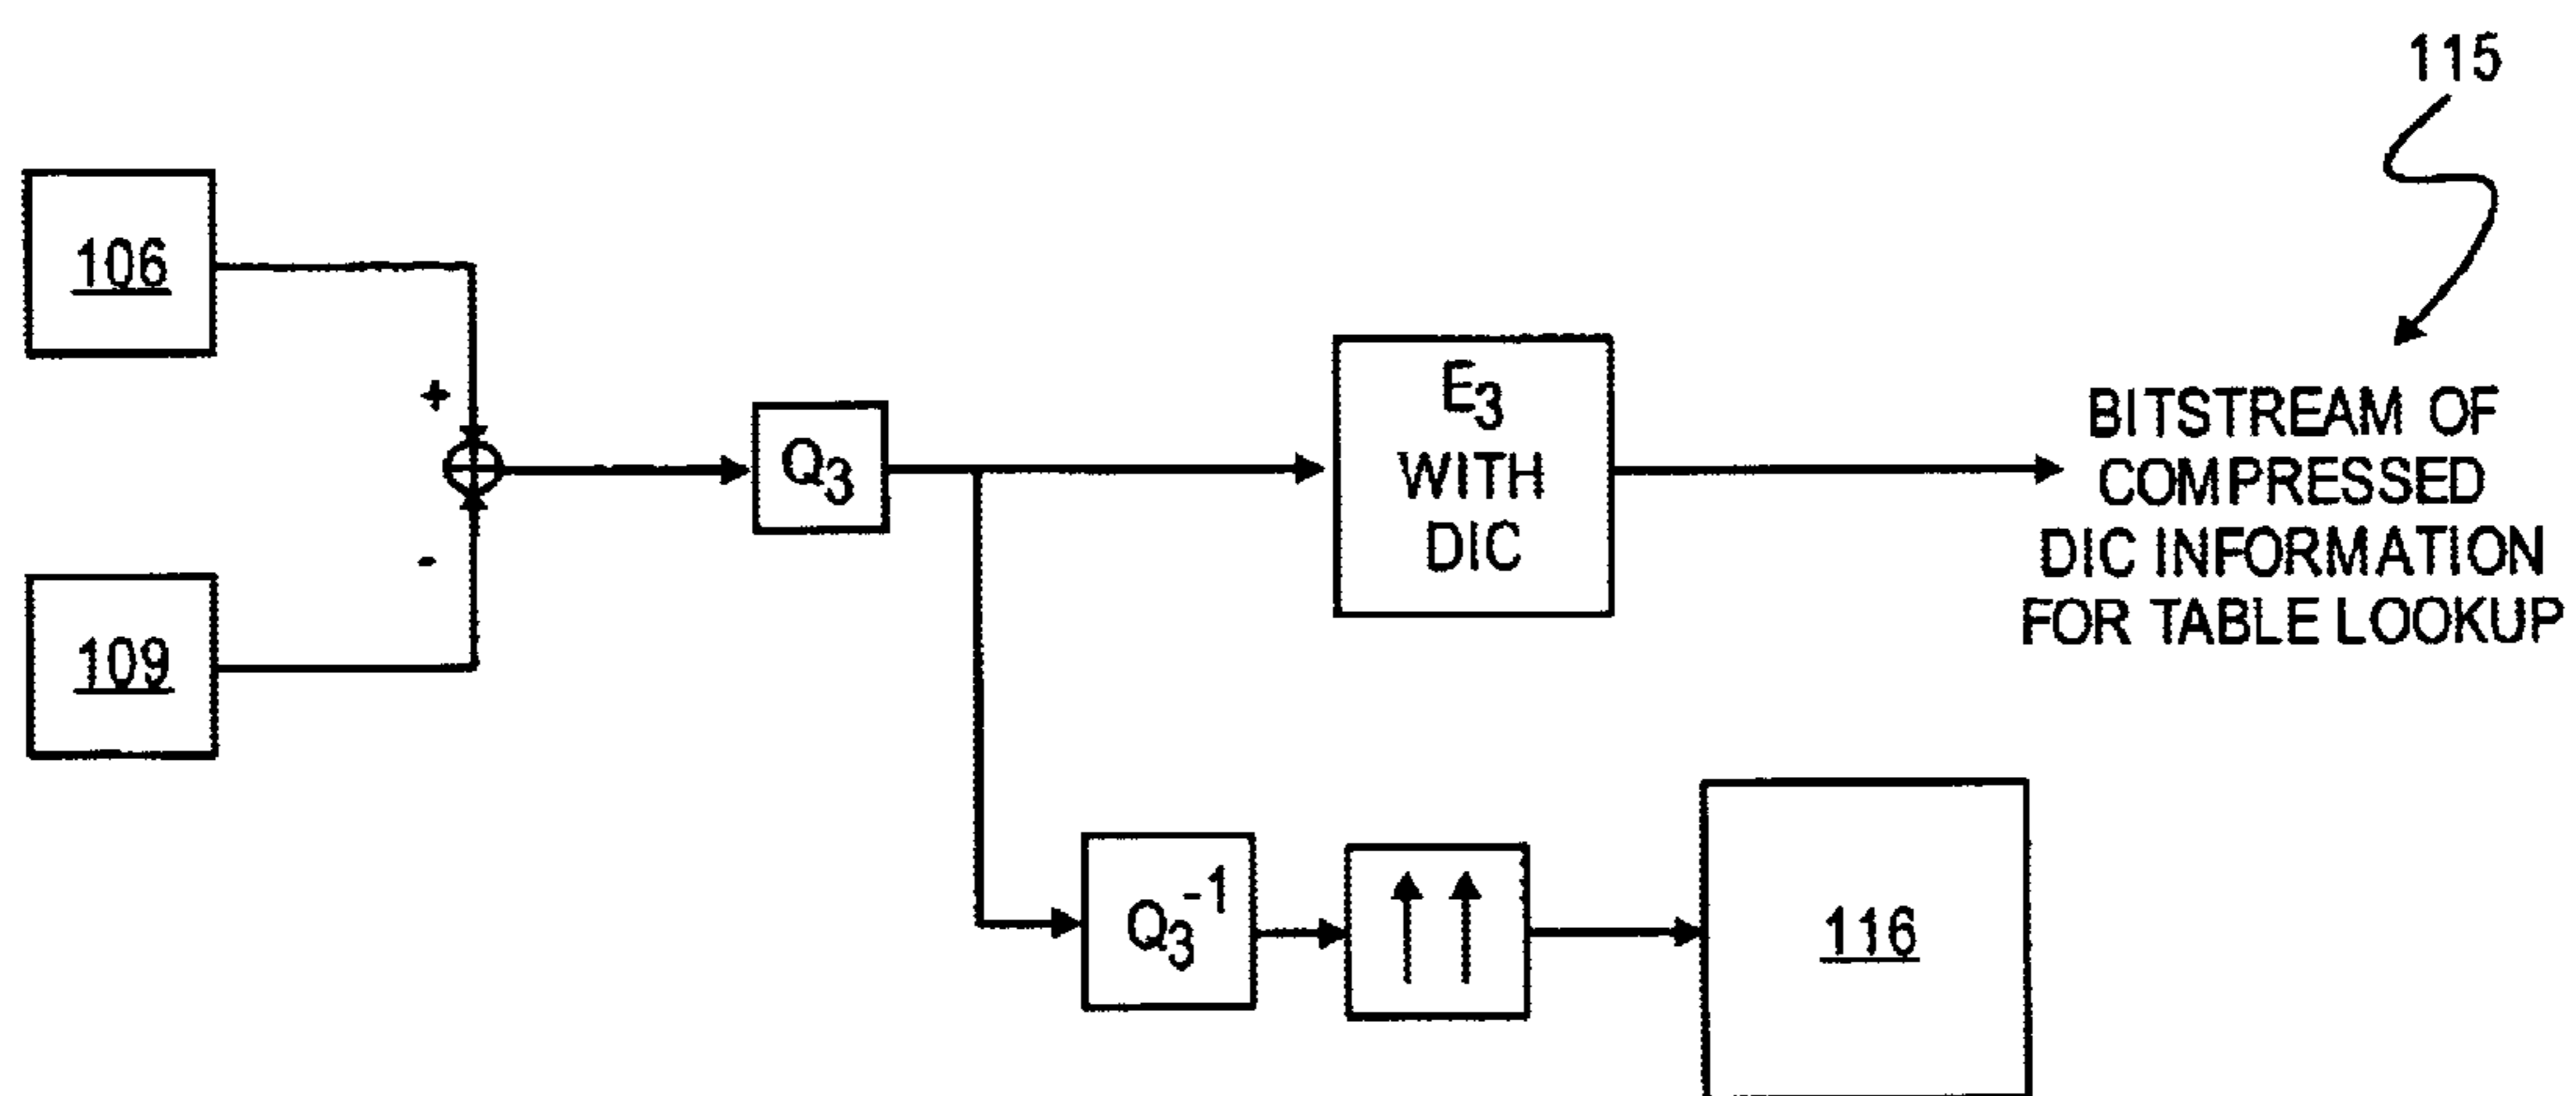 115
106
+
Q₃
E₃
WITH
DIC
BITSTREAM OF
COMPRESSED
DIC INFORMATION
FOR TABLE LOOKUP
-
109
Q₃⁻¹
116